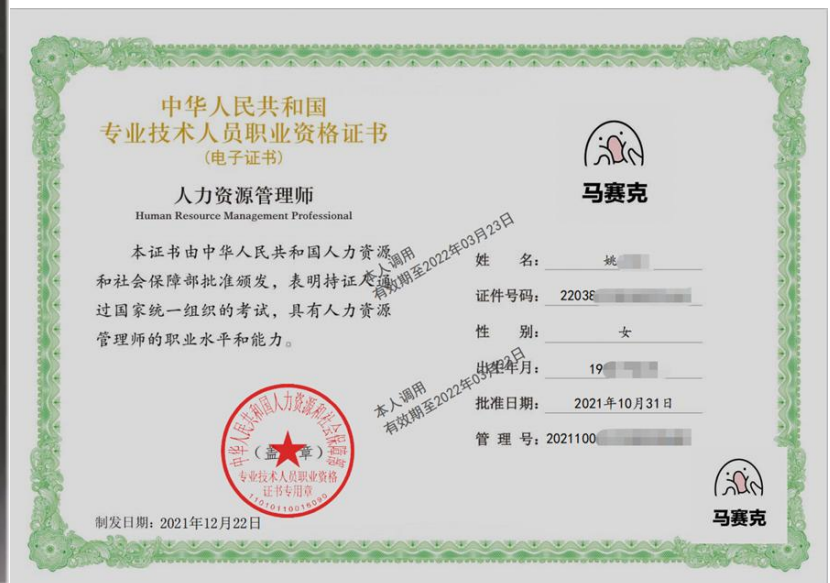 中华人民共和国
专业技术人员职业资格证书
(电子证书)
人力资源管理师
Human Resource Management Professional
本证书由中华人民共和国人力资源
和社会保障部批准颁发，表明持证人通
过国家统一组织的考试，具有人力资源
管理师的职业水平和能力。
本人调用
有效期至2022年03月23日
本人调用
有效期至2022年03月23日
中华人民共和国人力资源和社会保障部
(盖 章)
专业技术人员职业资格
证书专用章
11010110016090
制发日期：2021年12月22日
马赛克
姓 名：姚
证件号码：22038
性 别：女
出生年月：19
批准日期：2021年10月31日
管 理 号：2021100
马赛克